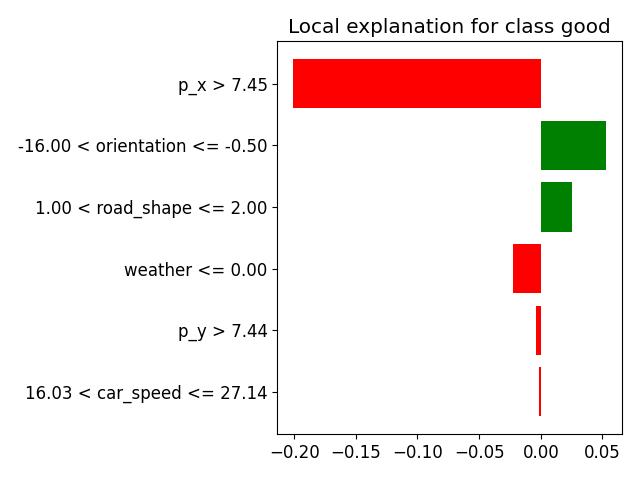 Local explanation for class good
p_x > 7.45
-16.00 < orientation <= -0.50
1.00 < road_shape <= 2.00
weather <= 0.00
p_y > 7.44
16.03 < car_speed <= 27.14
−0.20 −0.15 −0.10 −0.05 0.00 0.05